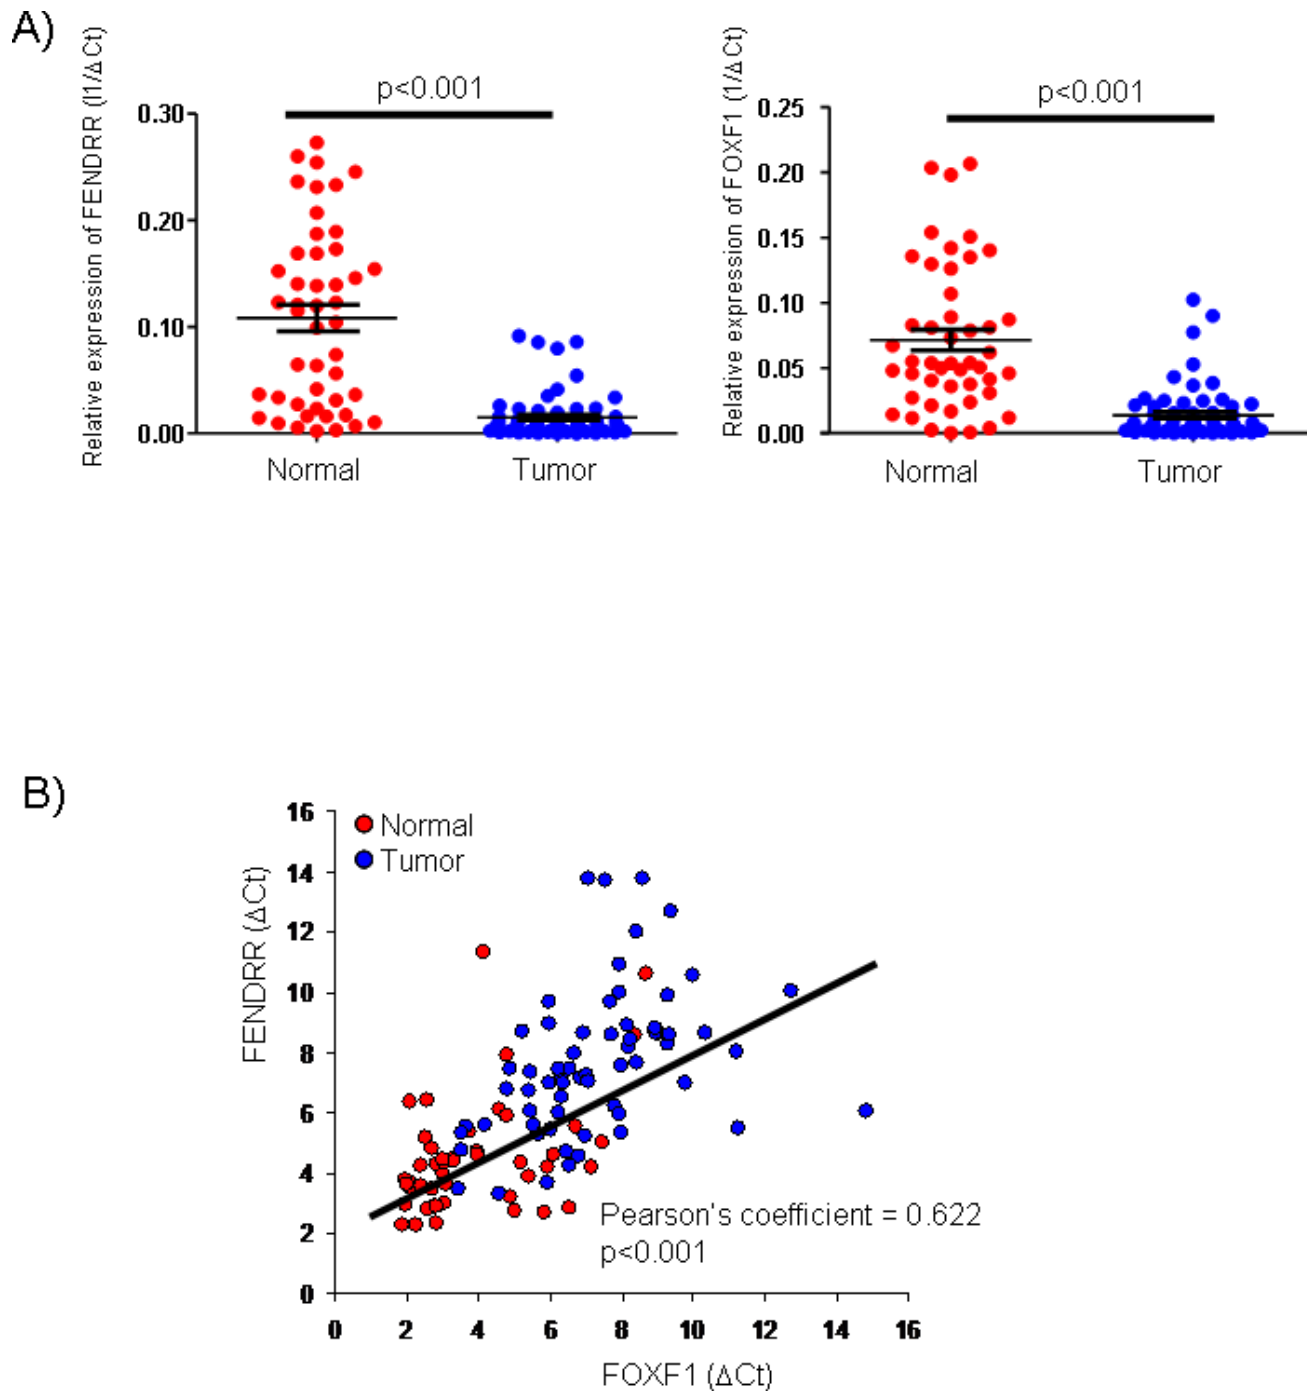 A)
Relative expression of FENDRR (l1/ΔCt)
p<0.001
0.30
0.20
0.10
0.00
Normal
Tumor
Relative expression of FOXF1 (1/ΔCt)
p<0.001
0.25
0.20
0.15
0.10
0.05
0.00
Normal
Tumor
B)
FENDRR (ΔCt)
16
14
12
10
8
6
4
2
0
Normal
Tumor
Pearson's coefficient = 0.622
p<0.001
0 2 4 6 8 10 12 14 16
FOXF1 (ΔCt)